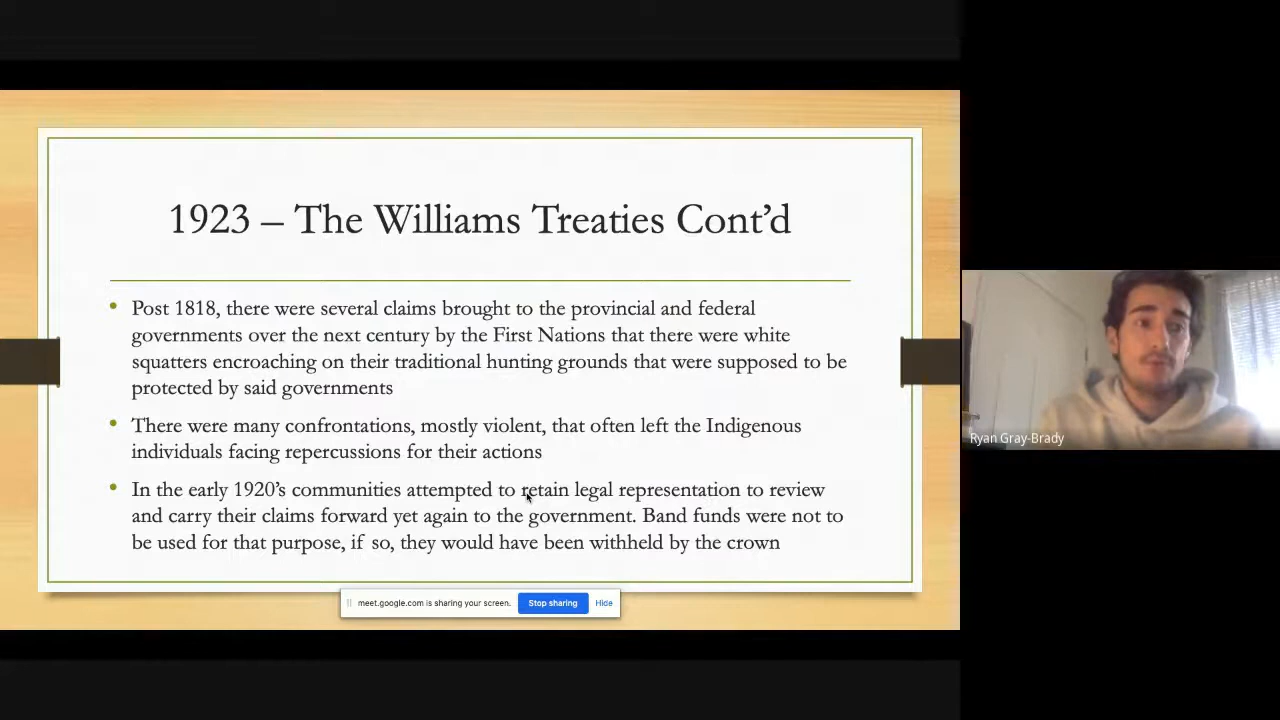 1923 – The Williams Treaties Cont’d
Post 1818, there were several claims brought to the provincial and federal
governments over the next century by the First Nations that there were white
squatters encroaching on their traditional hunting grounds that were supposed to be
protected by said governments
There were many confrontations, mostly violent, that often left the Indigenous
individuals facing repercussions for their actions
In the early 1920’s communities attempted to retain legal representation to review
and carry their claims forward yet again to the government. Band funds were not to
be used for that purpose, if so, they would have been withheld by the crown
meet.google.com is sharing your screen. Stop sharing Hide
Ryan Gray-Brady